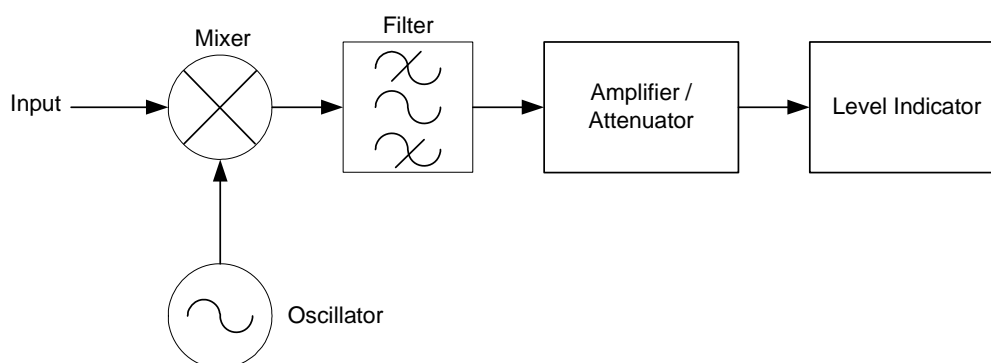 Filter
Mixer
Input
Amplifier /
Attenuator
Level Indicator
Oscillator